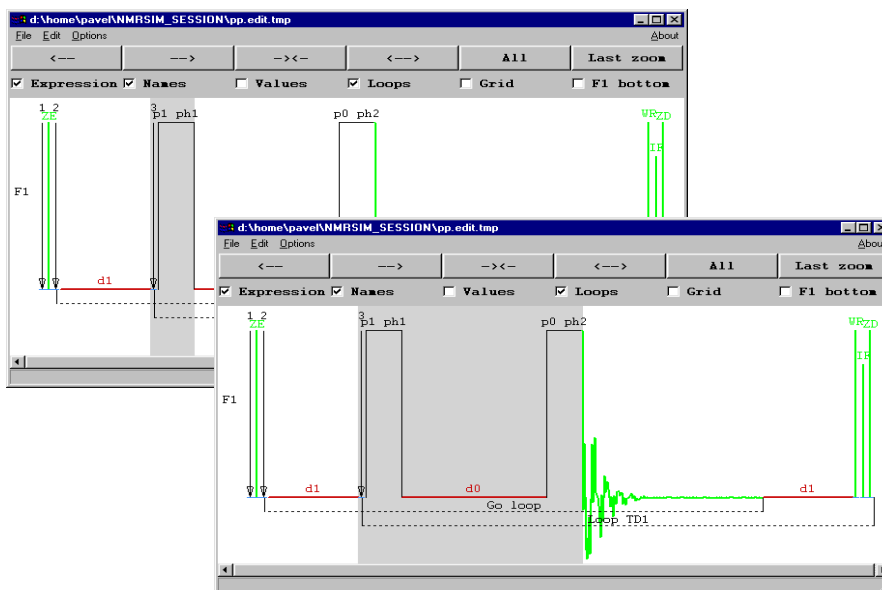 d:\home\pavel\NMRSIM_SESSION\pp.edit.tmp
File Edit Options About
<-- --> -><- <--> All Last zoom
Expression Names Values Loops Grid F1 bottom
1 2 3
ZE p1 ph1 p0 ph2 WR ZD
IF
F1
d1
d:\home\pavel\NMRSIM_SESSION\pp.edit.tmp
File Edit Options Abou
<-- --> -><- <--> All Last zoom
Expression Names Values Loops Grid F1 bottom
1 2 3
ZE p1 ph1 p0 ph2 WR ZD
IF
F1
d1 d0 d1
Go loop
Loop TD1